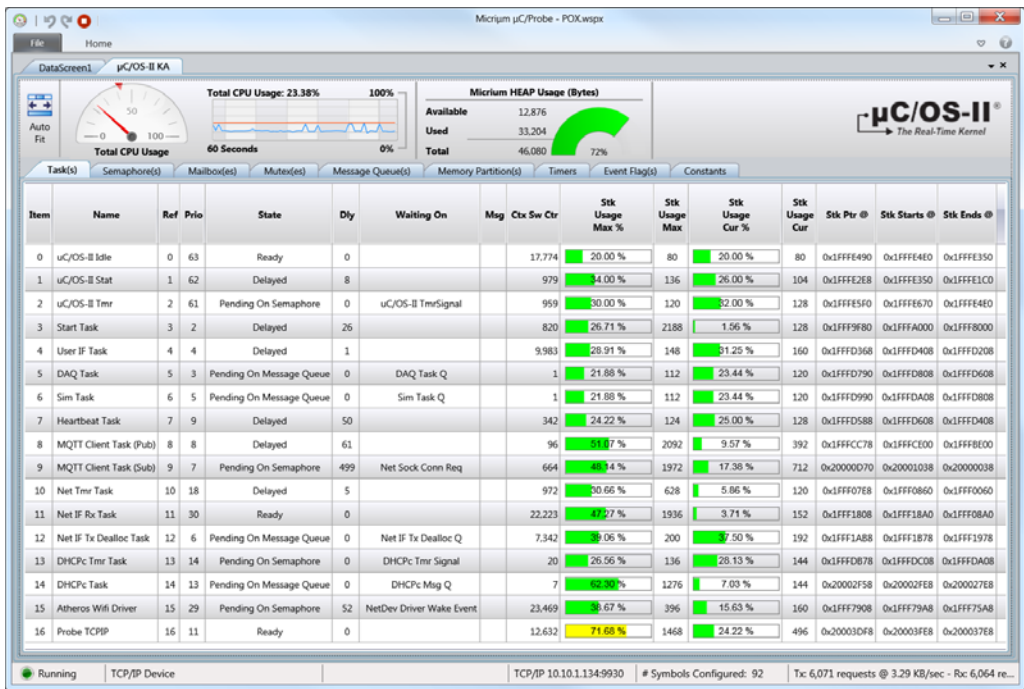 Micriµm µC/Probe - POX.wspx
File Home
DataScreen1 µC/OS-II KA
Auto Fit
50
0 100
Total CPU Usage
Total CPU Usage: 23.38% 100%
60 Seconds 0%
Micriµm HEAP Usage (Bytes)
Available 12,876
Used 33,204
Total 46,080
72%
µC/OS-II®
The Real-Time Kernel
Task(s) Semaphore(s) Mailbox(es) Mutex(es) Message Queue(s) Memory Partition(s) Timers Event Flag(s) Constants
Item Name Ref Prio State Dly Waiting On Msg Ctx Sw Ctr Stk Usage Max % Stk Usage Max Stk Usage Cur % Stk Usage Cur Stk Ptr @ Stk Starts @ Stk Ends @
0 uC/OS-II Idle 0 63 Ready 0 17,774 20.00 % 80 20.00 % 80 0x1FFFE490 0x1FFFE4E0 0x1FFFE350
1 uC/OS-II Stat 1 62 Delayed 8 979 34.00 % 136 26.00 % 104 0x1FFFE2E8 0x1FFFE350 0x1FFFE1C0
2 uC/OS-II Tmr 2 61 Pending On Semaphore 0 uC/OS-II TmrSignal 959 30.00 % 120 32.00 % 128 0x1FFFE5F0 0x1FFFE670 0x1FFFE4E0
3 Start Task 3 2 Delayed 26 820 26.71 % 2188 1.56 % 128 0x1FFF9F80 0x1FFFA000 0x1FFF8000
4 User IF Task 4 4 Delayed 1 9,983 28.91 % 148 31.25 % 160 0x1FFFD368 0x1FFFD408 0x1FFFD208
5 DAQ Task 5 3 Pending On Message Queue 0 DAQ Task Q 1 21.88 % 112 23.44 % 120 0x1FFFD790 0x1FFFD808 0x1FFFD608
6 Sim Task 6 5 Pending On Message Queue 0 Sim Task Q 1 21.88 % 112 23.44 % 120 0x1FFFD990 0x1FFFDA08 0x1FFFD808
7 Heartbeat Task 7 9 Delayed 50 342 24.22 % 124 25.00 % 128 0x1FFFD588 0x1FFFD608 0x1FFFD408
8 MQTT Client Task (Pub) 8 8 Delayed 61 96 51.07 % 2092 9.57 % 392 0x1FFFCC78 0x1FFFCE00 0x1FFFBE00
9 MQTT Client Task (Sub) 9 7 Pending On Semaphore 499 Net Sock Conn Req 664 48.14 % 1972 17.38 % 712 0x20000D70 0x20001038 0x20000038
10 Net Tmr Task 10 18 Delayed 5 972 30.66 % 628 5.86 % 120 0x1FFF07E8 0x1FFF0860 0x1FFF0060
11 Net IF Rx Task 11 30 Ready 0 22,223 47.27 % 1936 3.71 % 152 0x1FFF1808 0x1FFF18A0 0x1FFF08A0
12 Net IF Tx Dealloc Task 12 6 Pending On Message Queue 0 Net IF Tx Dealloc Q 7,342 39.06 % 200 37.50 % 192 0x1FFF1AB8 0x1FFF1B78 0x1FFF1978
13 DHCPc Tmr Task 13 14 Pending On Semaphore 0 DHCPc Tmr Signal 20 26.56 % 136 28.13 % 144 0x1FFFDB78 0x1FFFDC08 0x1FFFDA08
14 DHCPc Task 14 13 Pending On Message Queue 0 DHCPc Msg Q 7 62.30 % 1276 7.03 % 144 0x20002F58 0x20002FE8 0x200027E8
15 Atheros Wifi Driver 15 29 Pending On Semaphore 52 NetDev Driver Wake Event 23,469 38.67 % 396 15.63 % 160 0x1FFF7908 0x1FFF79A8 0x1FFF75A8
16 Probe TCPIP 16 11 Ready 0 12,632 71.68 % 1468 24.22 % 496 0x20003DF8 0x20003FE8 0x200037E8
Running TCP/IP Device TCP/IP 10.10.1.134:9930 # Symbols Configured: 92 Tx: 6,071 requests @ 3.29 KB/sec - Rx: 6,064 re...